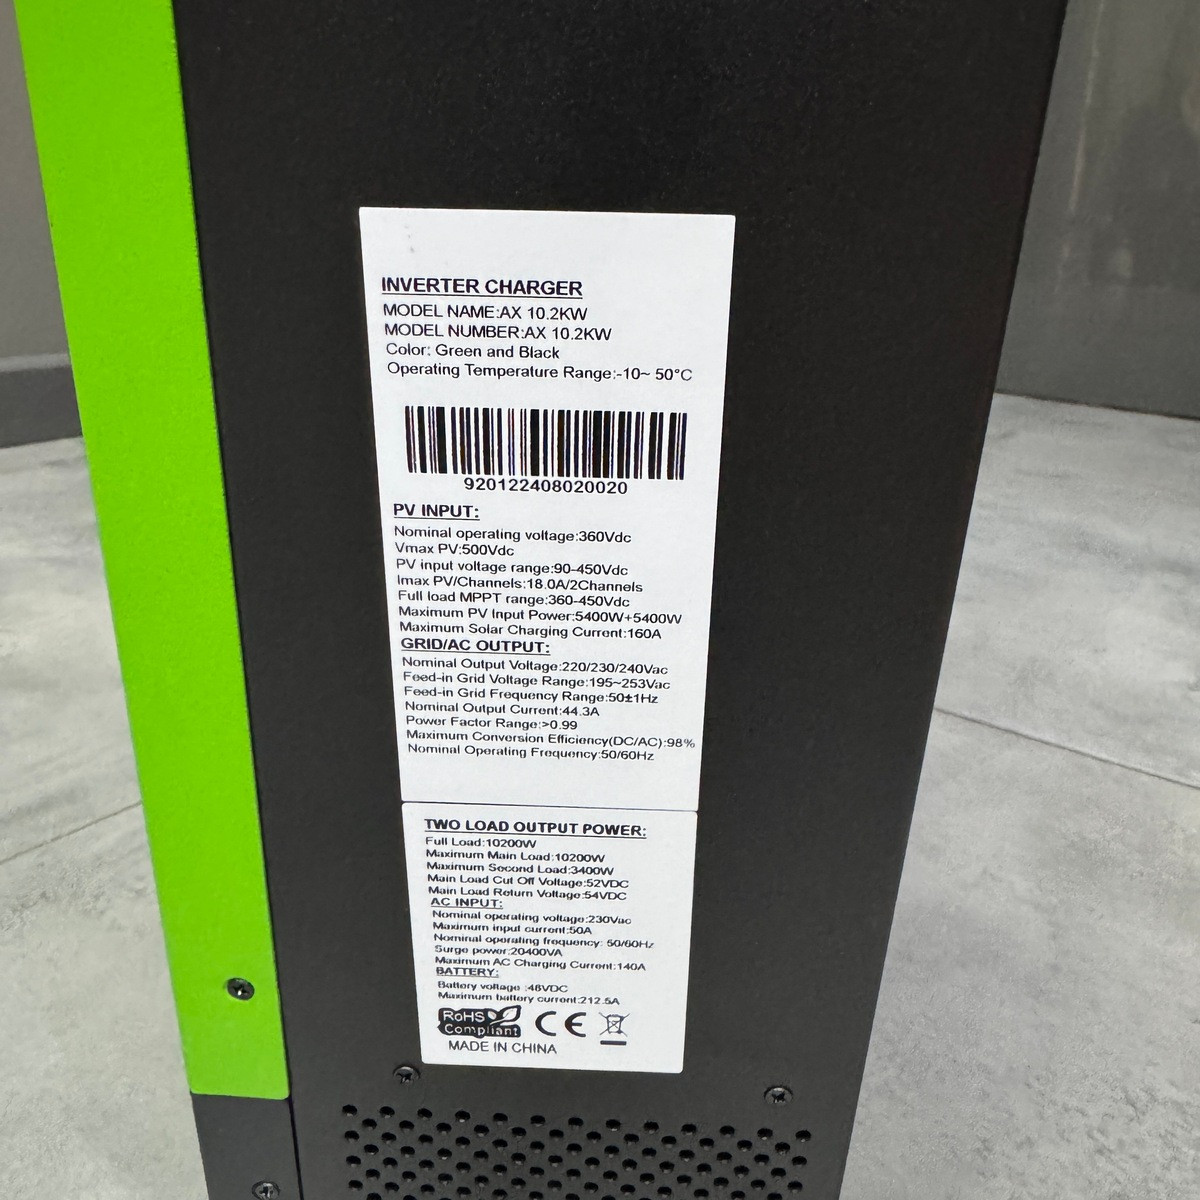 INVERTER CHARGER
MODEL NAME:AX 10.2KW
MODEL NUMBER:AX 10.2KW
Color: Green and Black
Operating Temperature Range:-10~ 50°C
920122408020020
PV INPUT:
Nominal operating voltage:360Vdc
Vmax PV:500Vdc
PV input voltage range:90-450Vdc
Imax PV/Channels:18.0A/2Channels
Full load MPPT range:360-450Vdc
Maximum PV Input Power:5400W+5400W
Maximum Solar Charging Current:160A
GRID/AC OUTPUT:
Nominal Output Voltage:220/230/240Vac
Feed-in Grid Voltage Range:195~253Vac
Feed-in Grid Frequency Range:50±1Hz
Nominal Output Current:44.3A
Power Factor Range:>0.99
Maximum Conversion Efficiency(DC/AC):98%
Nominal Operating Frequency:50/60Hz
TWO LOAD OUTPUT POWER:
Full Load:10200W
Maximum Main Load:10200W
Maximum Second Load:3400W
Main Load Cut Off Voltage:52VDC
Main Load Return Voltage:54VDC
AC INPUT:
Nominal operating voltage:230Vac
Maximum input current:50A
Nominal operating frequency: 50/60Hz
Surge power:20400VA
Maximum AC Charging Current:140A
BATTERY:
Battery voltage :48VDC
Maximum battery current:212.5A
RoHS
Compliant
CE
MADE IN CHINA